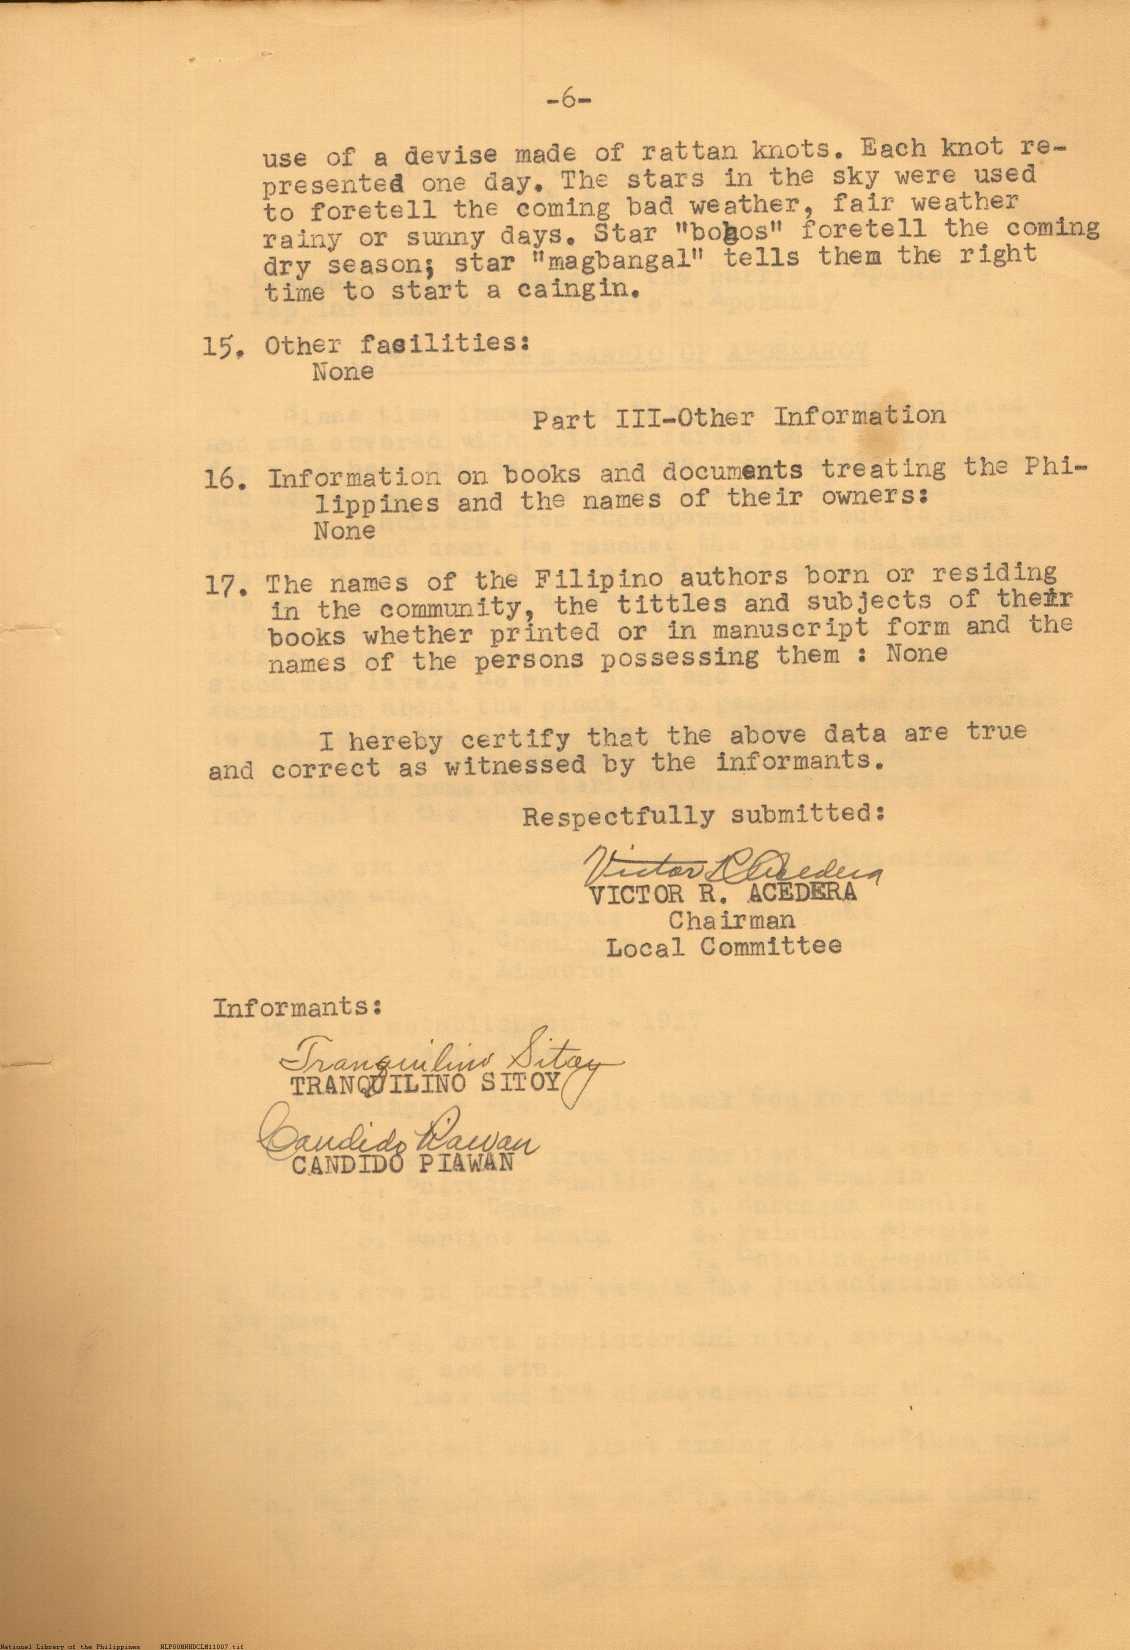 -6-
use of a devise made of rattan knots. Each knot re-
presented one day. The stars in the sky were used
to foretell the coming bad weather, fair weather
rainy or sunny days. Star "bohos" foretell the coming
dry season; star "magbangal" tells them the right
time to start a caingin.
15. Other facilities:
None
Part III-Other Information
16. Information on books and documents treating the Phi-
lippines and the names of their owners:
None
17. The names of the Filipino authors born or residing
in the community, the tittles and subjects of their
books whether printed or in manuscript form and the
names of the persons possessing them : None
I hereby certify that the above data are true
and correct as witnessed by the informants.
Respectfully submitted:
Victor R. Acedera
VICTOR R. ACEDERA
Chairman
Local Committee
Informants:
Tranquilino Sitoy
TRANQUILINO SITOY
Candido Piawan
CANDIDO PIAWAN
National Library of the Philippines